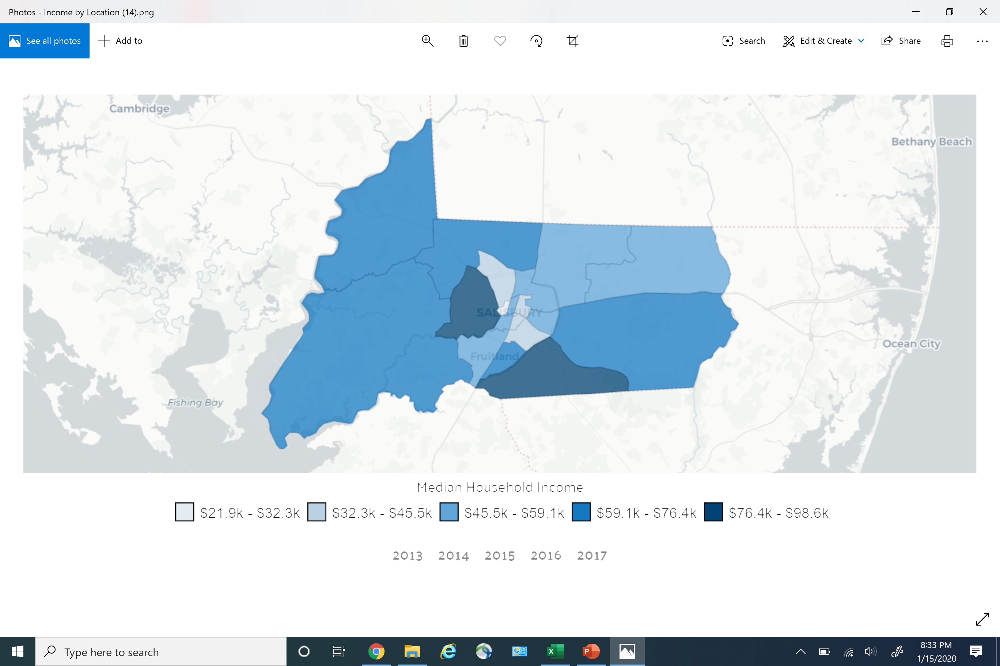 Photos - Income by Location (14).png
See all photos
Add to
Search
Edit & Create
Share
Cambridge
Bethany Beach
SALISBURY
Ocean City
Fruitland
Fishing Bay
Median Household Income
$21.9k - $32.3k $32.3k - $45.5k $45.5k - $59.1k $59.1k - $76.4k $76.4k - $98.6k
2013 2014 2015 2016 2017
Type here to search
8:33 PM
1/15/2020